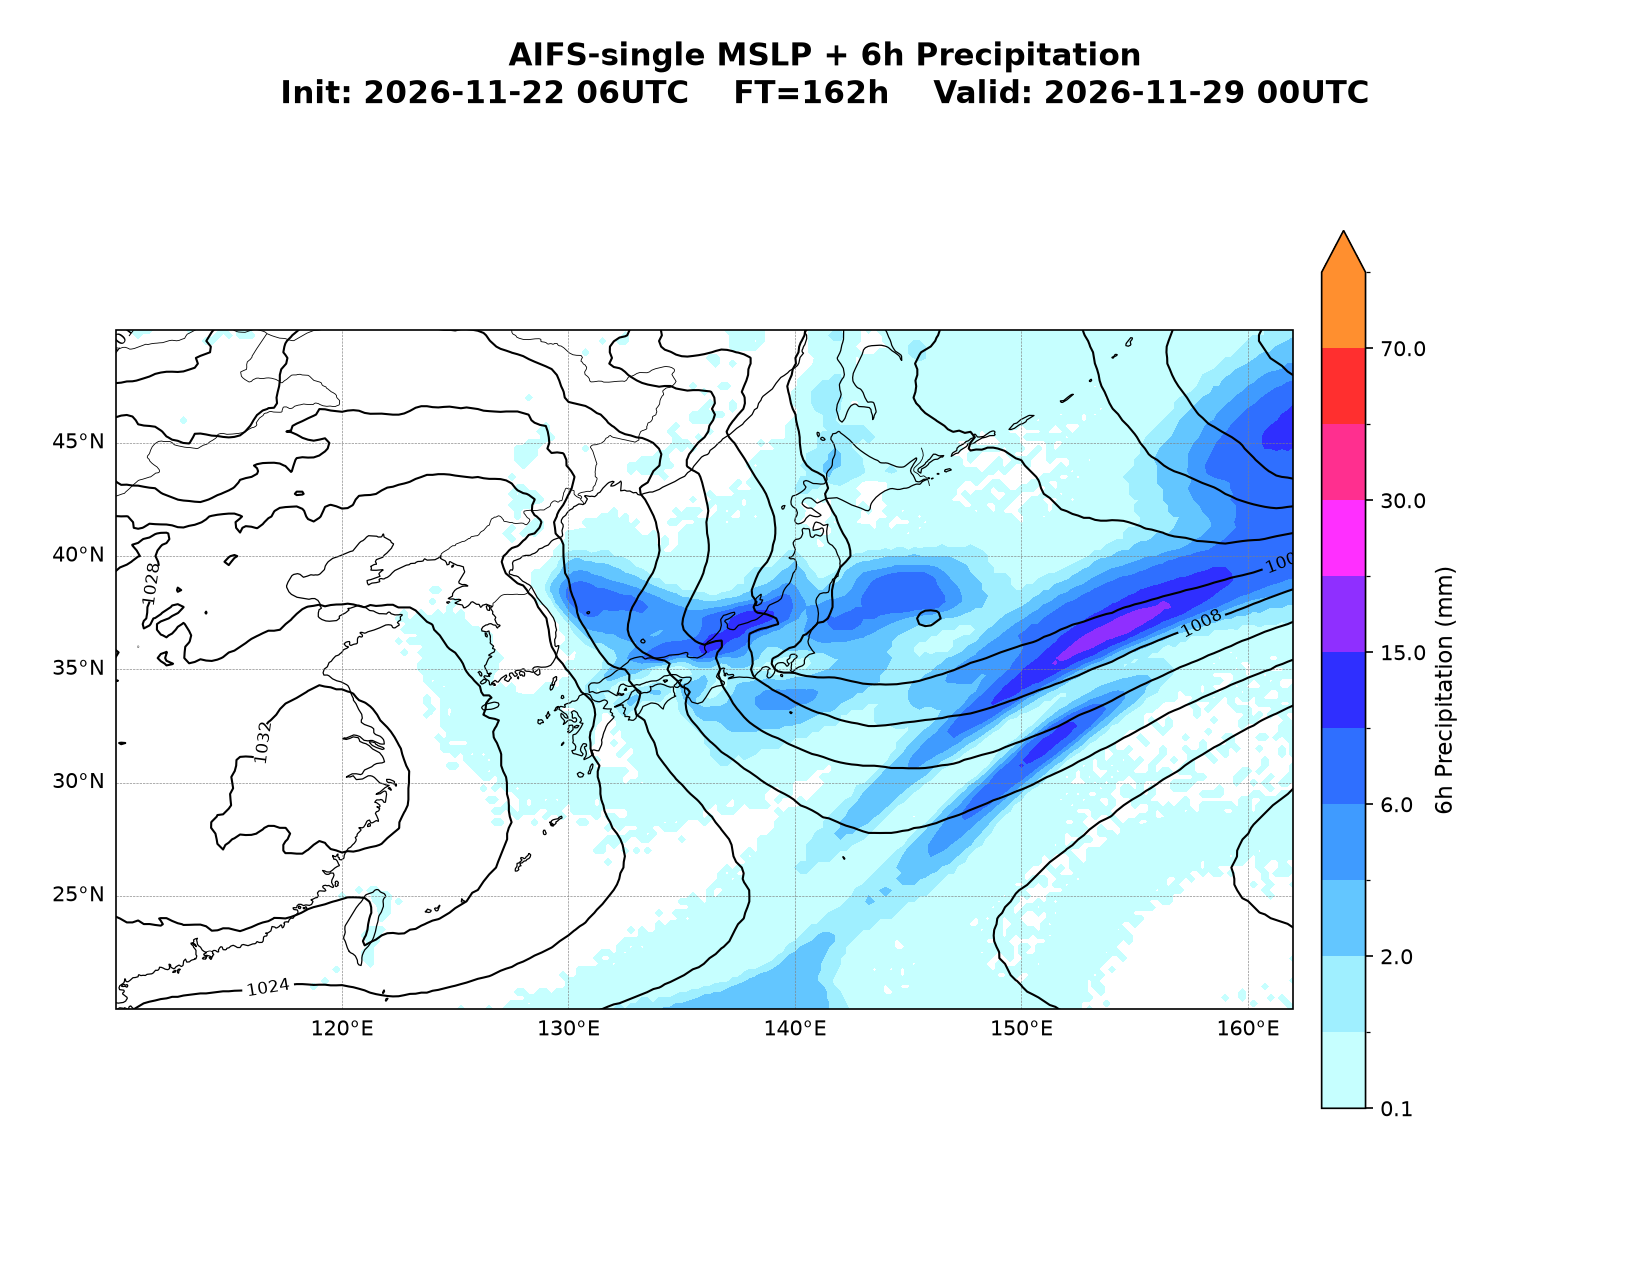 AIFS-single MSLP + 6h Precipitation
Init: 2026-11-22 06UTC    FT=162h    Valid: 2026-11-29 00UTC
70.0
30.0
15.0
6.0
2.0
0.1
6h Precipitation (mm)
45°N
40°N
35°N
30°N
25°N
120°E
130°E
140°E
150°E
160°E
1028
1032
1024
1008
100